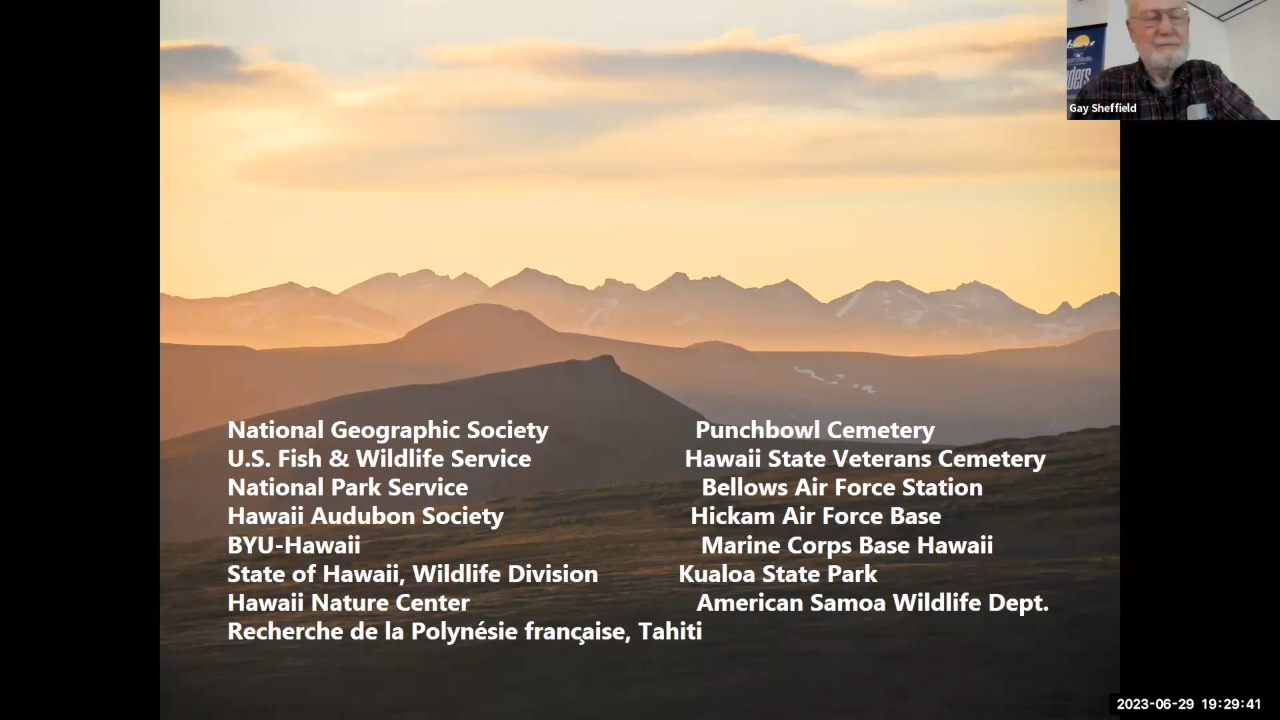 Gay Sheffield
National Geographic Society
Punchbowl Cemetery
U.S. Fish & Wildlife Service
Hawaii State Veterans Cemetery
National Park Service
Bellows Air Force Station
Hawaii Audubon Society
Hickam Air Force Base
BYU-Hawaii
Marine Corps Base Hawaii
State of Hawaii, Wildlife Division
Kualoa State Park
Hawaii Nature Center
American Samoa Wildlife Dept.
Recherche de la Polynésie française, Tahiti
2023-06-29 19:29:41